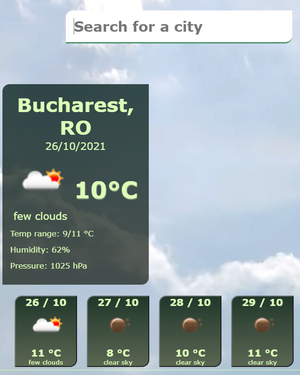 Search for a city
Bucharest,
RO
26/10/2021
10°C
few clouds
Temp range: 9/11 °C
Humidity: 62%
Pressure: 1025 hPa
26 / 10
11 °C
few clouds
27 / 10
8 °C
clear sky
28 / 10
10 °C
clear sky
29 / 10
11 °C
clear sky